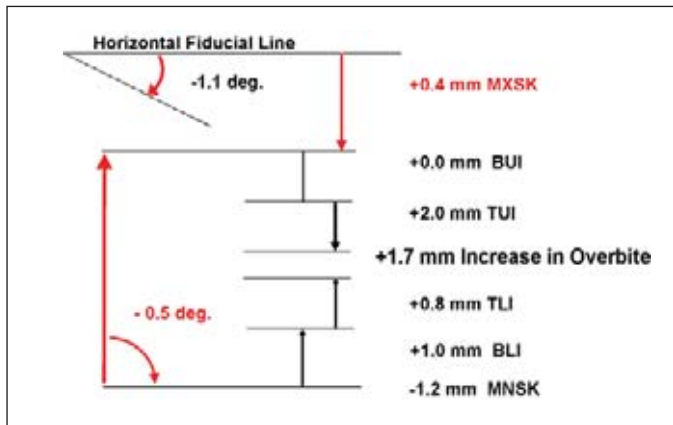 Horizontal Fiducial Line
-1.1 deg.
+0.4 mm MXSK
+0.0 mm BUI
+2.0 mm TUI
+1.7 mm Increase in Overbite
+0.8 mm TLI
- 0.5 deg.
+1.0 mm BLI
-1.2 mm MNSK